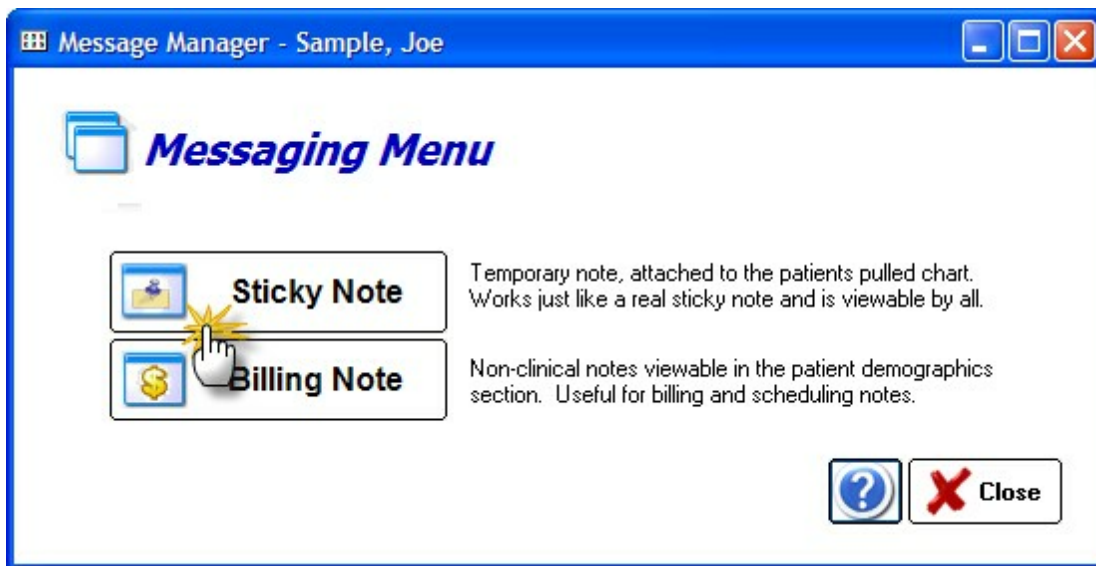 Message Manager - Sample, Joe
Messaging Menu
Sticky Note
Temporary note, attached to the patients pulled chart.
Works just like a real sticky note and is viewable by all.
Billing Note
Non-clinical notes viewable in the patient demographics
section. Useful for billing and scheduling notes.
?
Close